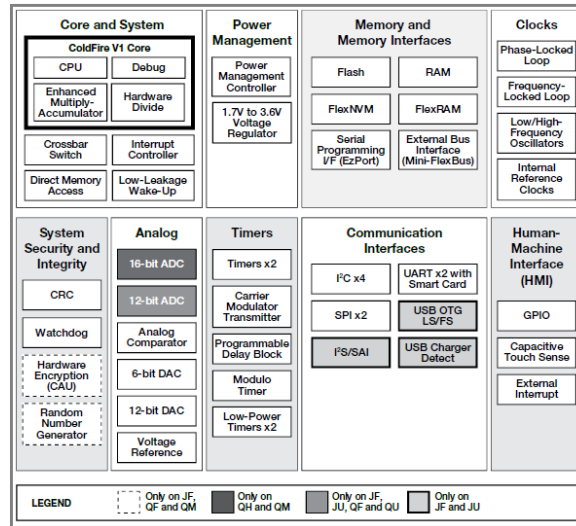 Core and System
ColdFire V1 Core
CPU
Debug
Enhanced
Multiply-
Accumulator
Hardware
Divide
Crossbar
Switch
Interrupt
Controller
Direct Memory
Access
Low-Leakage
Wake-Up
Power
Management
Power
Management
Controller
1.7V to 3.6V
Voltage
Regulator
Memory and
Memory Interfaces
Flash
RAM
FlexNVM
FlexRAM
Serial
Programming
I/F (EzPort)
External Bus
Interface
(Mini-FlexBus)
Clocks
Phase-Locked
Loop
Frequency-
Locked Loop
Low/High-
Frequency
Oscillators
Internal
Reference
Clocks
System
Security and
Integrity
CRC
Watchdog
Hardware
Encryption
(CAU)
Random
Number
Generator
Analog
16-bit ADC
12-bit ADC
Analog
Comparator
6-bit DAC
12-bit DAC
Voltage
Reference
Timers
Timers x2
Carrier
Modulator
Transmitter
Programmable
Delay Block
Modulo
Timer
Low-Power
Timers x2
Communication
Interfaces
I²C x4
UART x2 with
Smart Card
SPI x2
USB OTG
LS/FS
I²S/SAI
USB Charger
Detect
Human-
Machine
Interface
(HMI)
GPIO
Capacitive
Touch Sense
External
Interrupt
LEGEND
Only on JF,
QF and QM
Only on
QH and QM
Only on JF,
JU, QF and QU
Only on
JF and JU